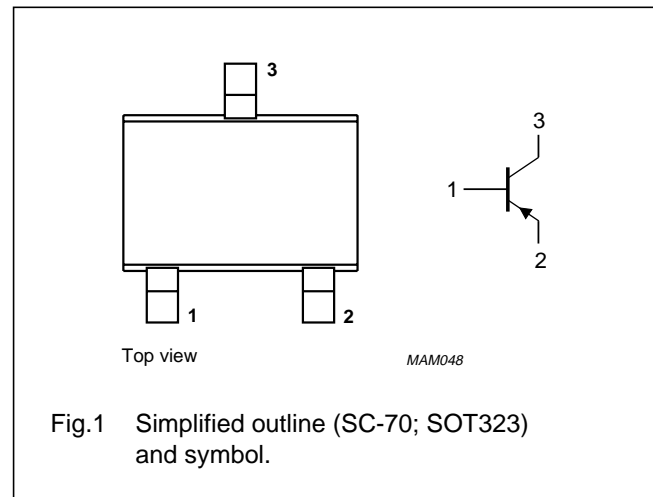 3
3
1
1
2
2
Top view
MAM048
Fig.1 Simplified outline (SC-70; SOT323)
and symbol.